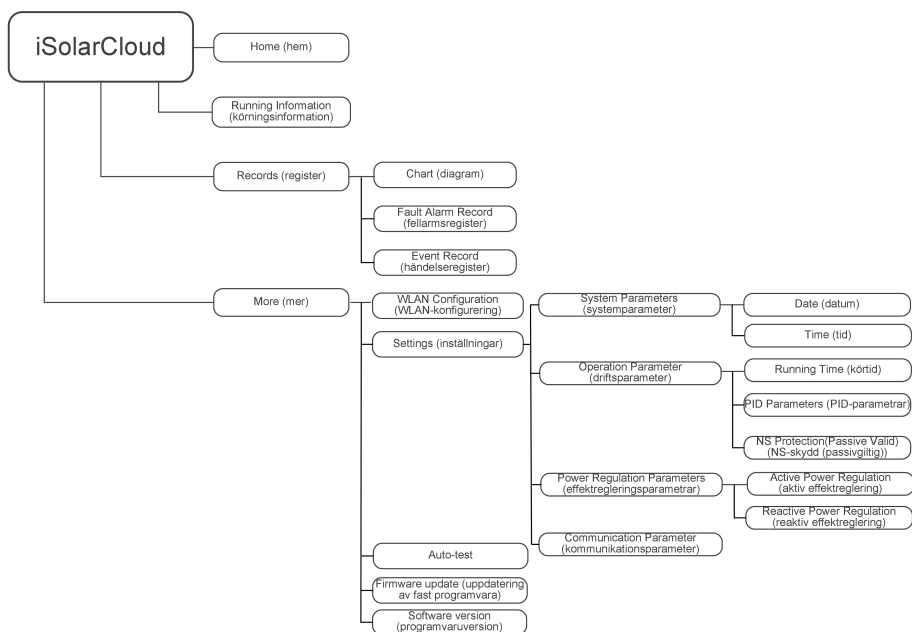 iSolarCloud
Home (hem)
Running Information
(körningsinformation)
Records (register)
Chart (diagram)
Fault Alarm Record
(fellarmsregister)
Event Record
(händelseregister)
More (mer)
WLAN Configuration
(WLAN-konfigurering)
Settings (inställningar)
System Parameters
(systemparameter)
Date (datum)
Time (tid)
Operation Parameter
(driftsparameter)
Running Time (körtid)
PID Parameters (PID-parametrar)
NS Protection(Passive Valid)
(NS-skydd (passivgiltig))
Power Regulation Parameters
(effektregleringsparametrar)
Active Power Regulation
(aktiv effektreglering)
Reactive Power Regulation
(reaktiv effektreglering)
Communication Parameter
(kommunikationsparameter)
Auto-test
Firmware update (uppdatering
av fast programvara)
Software version
(programvaruversion)